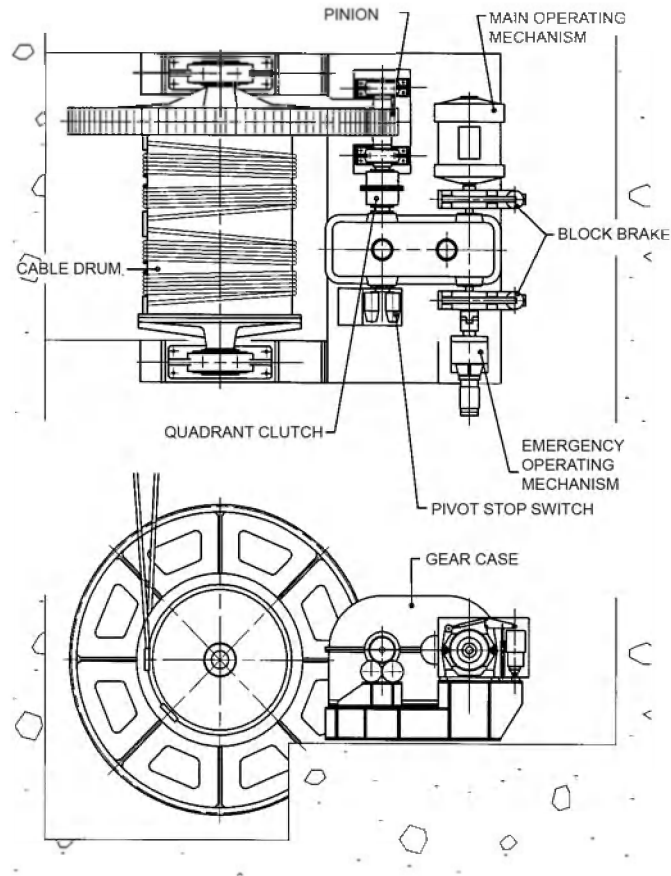 PINION
MAIN OPERATING
MECHANISM
BLOCK BRAKE
CABLE DRUM
QUADRANT CLUTCH
EMERGENCY
OPERATING
MECHANISM
PIVOT STOP SWITCH
GEAR CASE